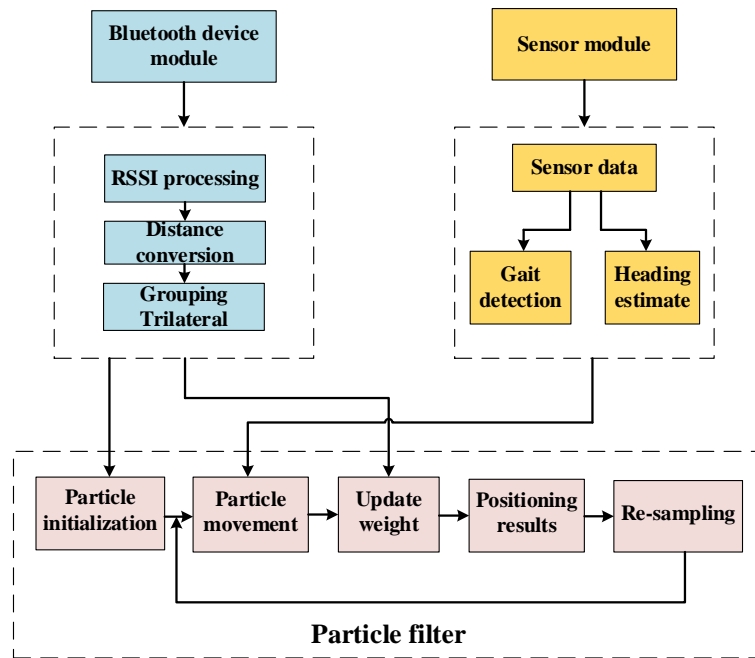 Bluetooth device
module
Sensor module
RSSI processing
Distance
conversion
Grouping
Trilateral
Sensor data
Gait
detection
Heading
estimate
Particle
initialization
Particle
movement
Update
weight
Positioning
results
Re-sampling
Particle filter